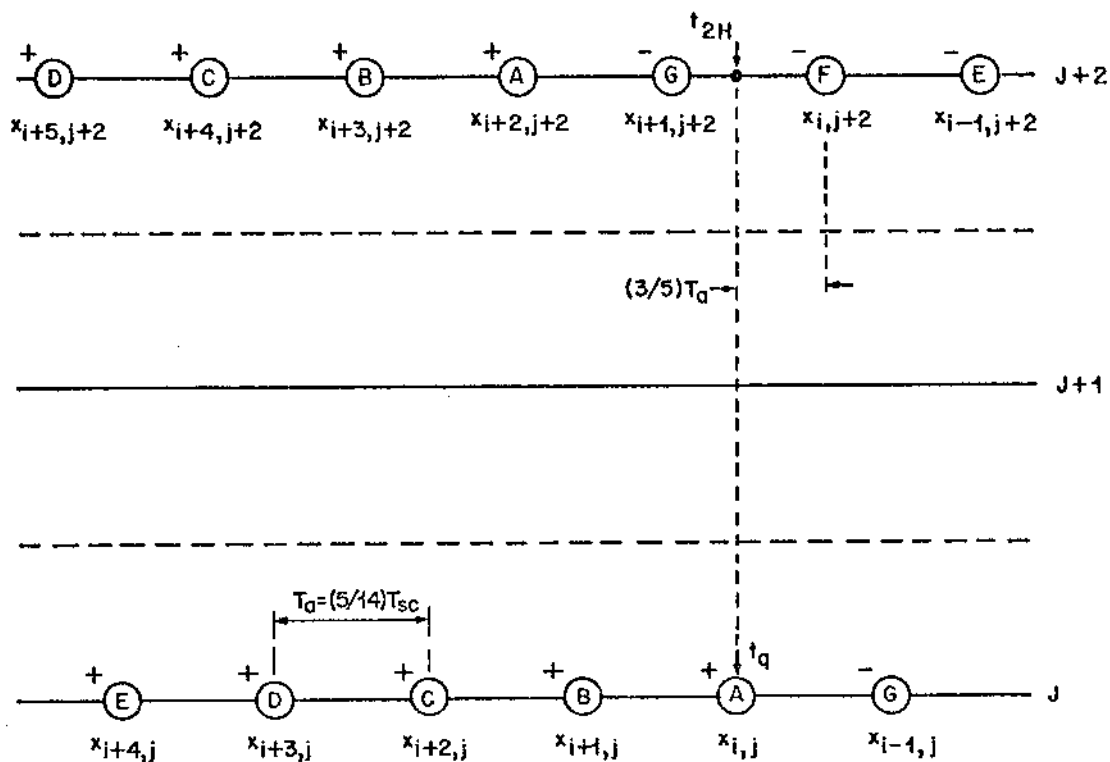 t2H
+ + + + − − −
D C B A G F E J+2
xi+5,j+2 xi+4,j+2 xi+3,j+2 xi+2,j+2 xi+1,j+2 xi,j+2 xi−1,j+2
(3/5)Ta
J+1
Ta=(5/14)Tsc
tq
+ + + + + −
E D C B A G J
xi+4,j xi+3,j xi+2,j xi+1,j xi,j xi−1,j